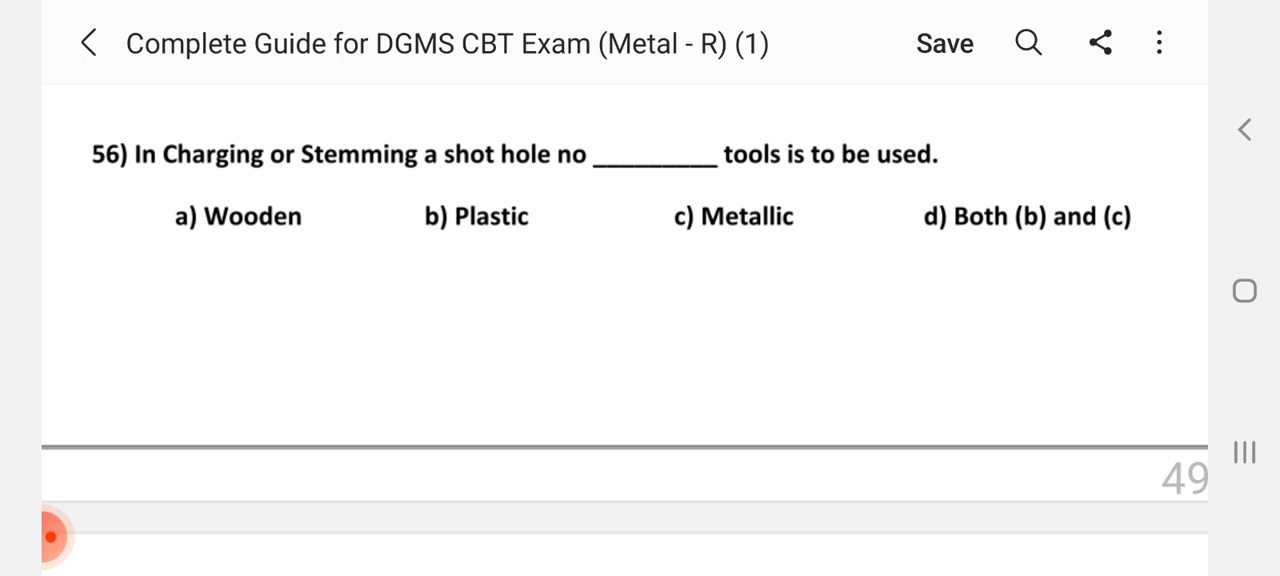 Complete Guide for DGMS CBT Exam (Metal - R) (1) Save
56) In Charging or Stemming a shot hole no _________ tools is to be used.
a) Wooden b) Plastic c) Metallic d) Both (b) and (c)
49